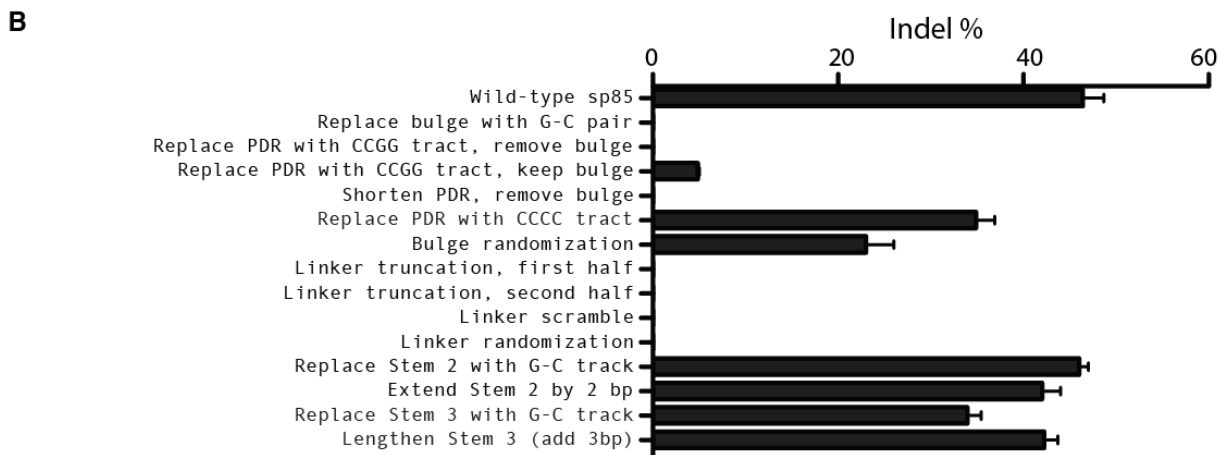 B
Indel %
0 20 40 60
Wild-type sp85
Replace bulge with G-C pair
Replace PDR with CCGG tract, remove bulge
Replace PDR with CCGG tract, keep bulge
Shorten PDR, remove bulge
Replace PDR with CCCC tract
Bulge randomization
Linker truncation, first half
Linker truncation, second half
Linker scramble
Linker randomization
Replace Stem 2 with G-C track
Extend Stem 2 by 2 bp
Replace Stem 3 with G-C track
Lengthen Stem 3 (add 3bp)